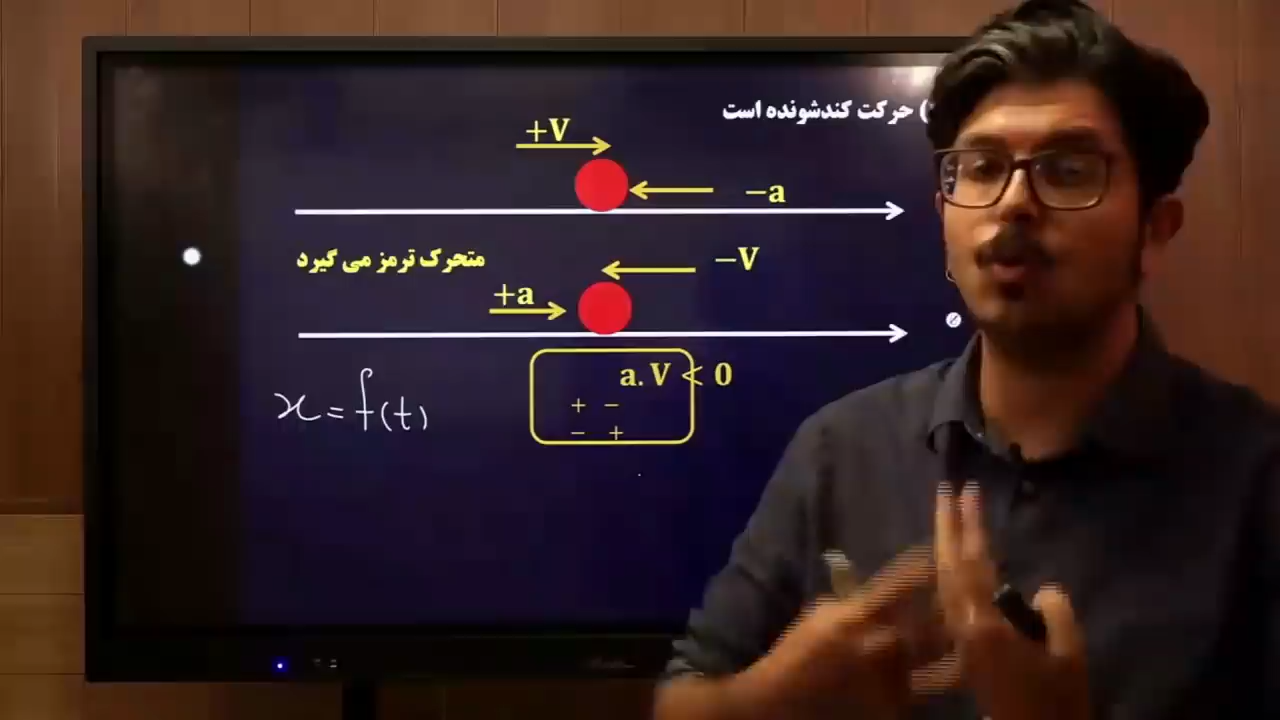 ) حرکت کندشونده است
+V
−a
متحرک ترمز می گیرد
−V
+a
a.V < 0
+ −
− +
x = f(t)